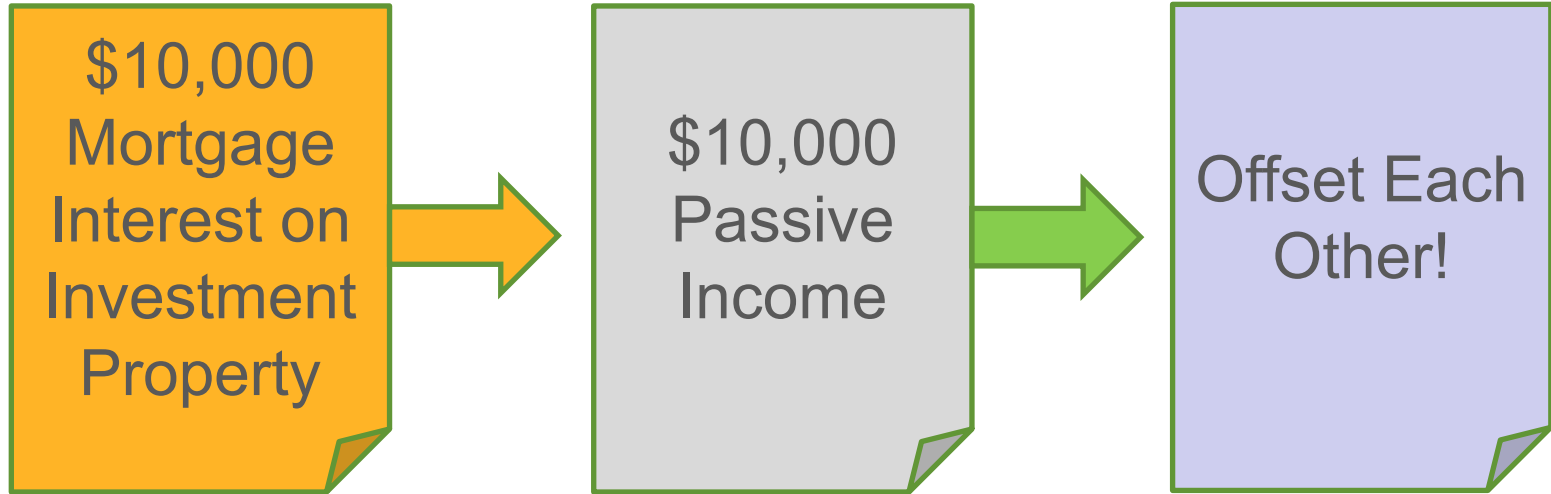 $10,000
Mortgage
Interest on
Investment
Property
$10,000
Passive
Income
Offset Each
Other!